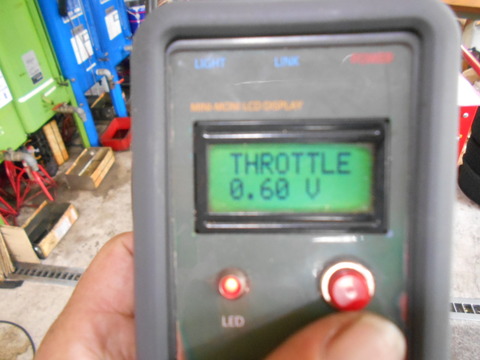 LIGHT LINK POWER
MINI-MONI LCD DISPLAY
THROTTLE
0.60 V
LED